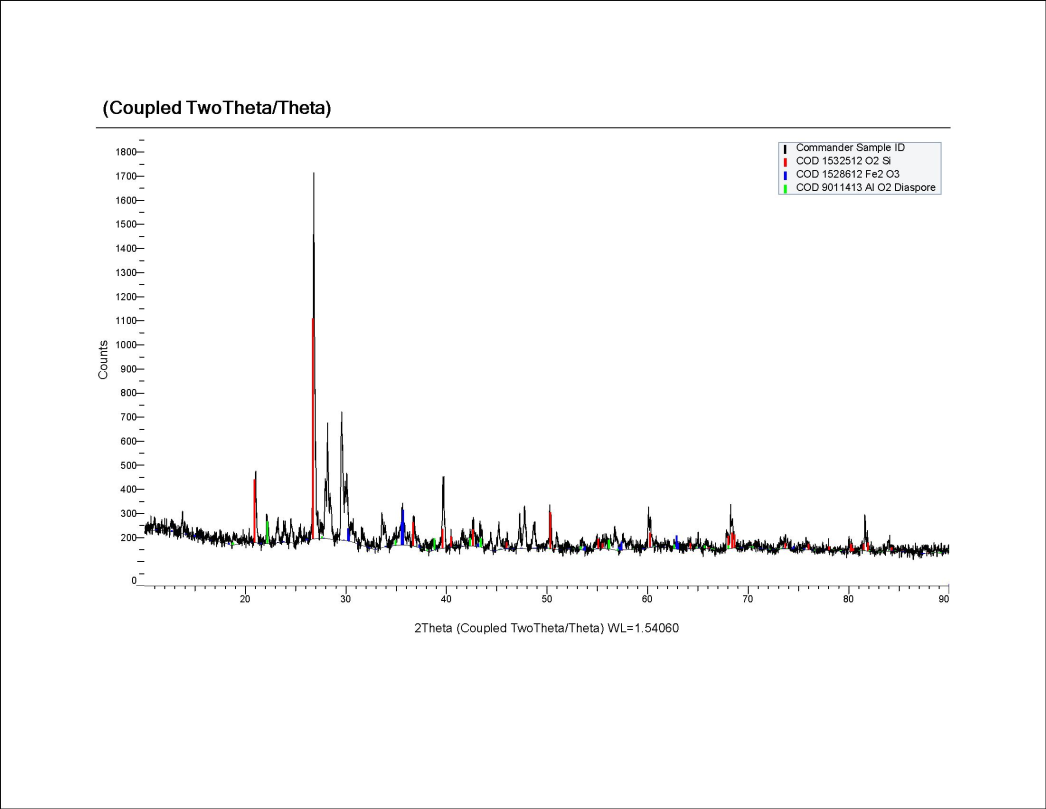 (Coupled TwoTheta/Theta)
Commander Sample ID
COD 1532512 O2 Si
COD 1528612 Fe2 O3
COD 9011413 Al O2 Diaspore
1800
1700
1600
1500
1400
1300
1200
1100
1000
900
800
700
600
500
400
300
200
0
Counts
20 30 40 50 60 70 80 90
2Theta (Coupled TwoTheta/Theta) WL=1.54060